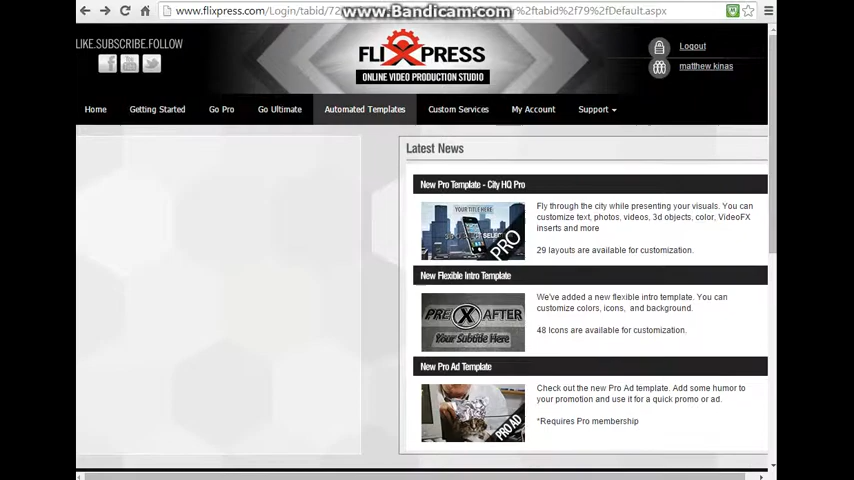 www.flixpress.com/Login/tabid/72
www.Bandicam.com
%2ftabid%2f79%2fDefault.aspx
LIKE.SUBSCRIBE.FOLLOW
FLIXPRESS
ONLINE VIDEO PRODUCTION STUDIO
Logout
matthew kinas
Home Getting Started Go Pro Go Ultimate Automated Templates Custom Services My Account Support
Latest News
New Pro Template - City HQ Pro
YOUR TITLE HERE
SELECT
PRO
Fly through the city while presenting your visuals. You can
customize text, photos, videos, 3d objects, color, VideoFX
inserts and more
29 layouts are available for customization.
New Flexible Intro Template
PRE X AFTER
Your Subtitle Here
We've added a new flexible intro template. You can
customize colors, icons, and background.
48 Icons are available for customization.
New Pro Ad Template
PRO AD
Check out the new Pro Ad template. Add some humor to
your promotion and use it for a quick promo or ad.
*Requires Pro membership